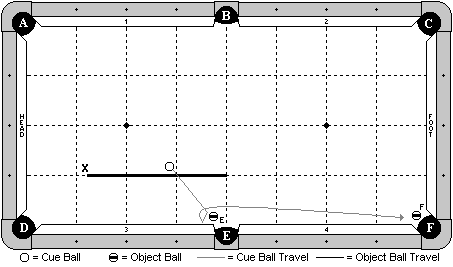 A B C
1 2
HEAD
FOOT
X
E F
D E F
3 4
= Cue Ball = Object Ball = Cue Ball Travel = Object Ball Travel